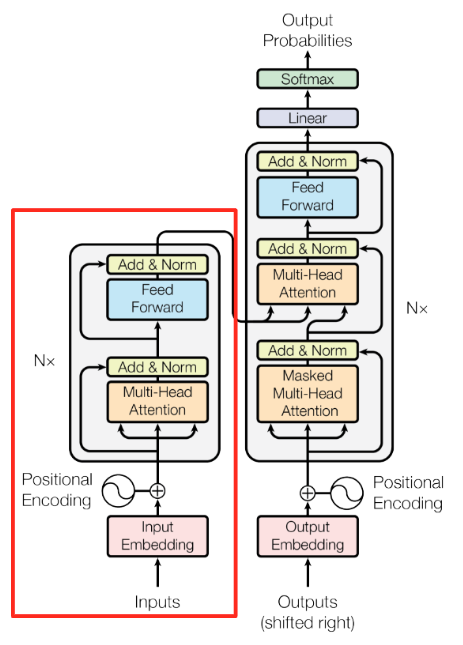 Output
Probabilities
Softmax
Linear
Add & Norm
Feed
Forward
Add & Norm
Multi-Head
Attention
Nx
Add & Norm
Masked
Multi-Head
Attention
Positional
Encoding
Output
Embedding
Outputs
(shifted right)
Add & Norm
Feed
Forward
Nx
Add & Norm
Multi-Head
Attention
Positional
Encoding
Input
Embedding
Inputs